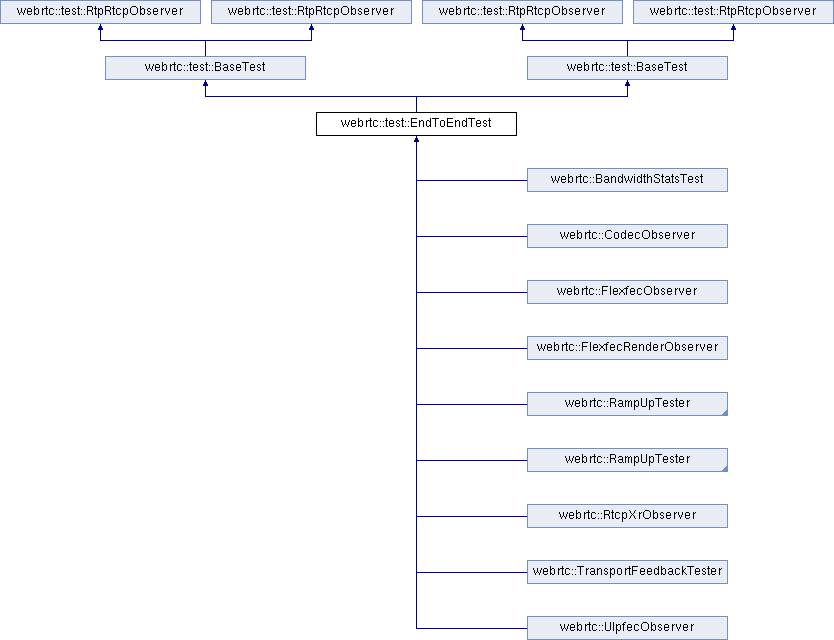 webrtc::test::RtpRtcpObserver
webrtc::test::RtpRtcpObserver
webrtc::test::RtpRtcpObserver
webrtc::test::RtpRtcpObserver
webrtc::test::BaseTest
webrtc::test::BaseTest
webrtc::test::EndToEndTest
webrtc::BandwidthStatsTest
webrtc::CodecObserver
webrtc::FlexfecObserver
webrtc::FlexfecRenderObserver
webrtc::RampUpTester
webrtc::RampUpTester
webrtc::RtcpXrObserver
webrtc::TransportFeedbackTester
webrtc::UlpfecObserver